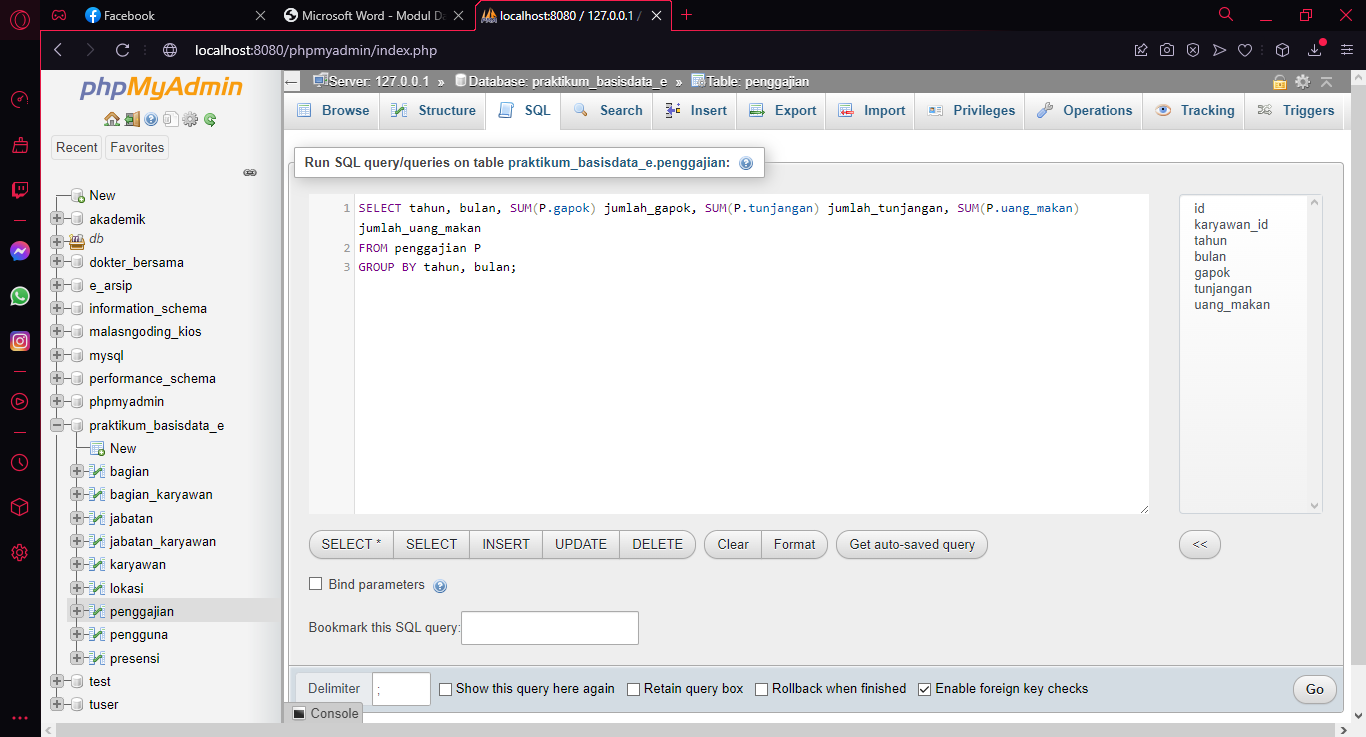 Facebook
Microsoft Word - Modul Da
localhost:8080 / 127.0.0.1 /
localhost:8080/phpmyadmin/index.php
phpMyAdmin
Recent
Favorites
New
akademik
db
dokter_bersama
e_arsip
information_schema
malasngoding_kios
mysql
performance_schema
phpmyadmin
praktikum_basisdata_e
New
bagian
bagian_karyawan
jabatan
jabatan_karyawan
karyawan
lokasi
penggajian
pengguna
presensi
test
tuser
Server: 127.0.0.1 » Database: praktikum_basisdata_e » Table: penggajian
Browse Structure SQL Search Insert Export Import Privileges Operations Tracking Triggers
Run SQL query/queries on table praktikum_basisdata_e.penggajian:
1 SELECT tahun, bulan, SUM(P.gapok) jumlah_gapok, SUM(P.tunjangan) jumlah_tunjangan, SUM(P.uang_makan)
jumlah_uang_makan
2 FROM penggajian P
3 GROUP BY tahun, bulan;
id
karyawan_id
tahun
bulan
gapok
tunjangan
uang_makan
SELECT * SELECT INSERT UPDATE DELETE Clear Format Get auto-saved query <<
Bind parameters
Bookmark this SQL query:
Delimiter ; Show this query here again Retain query box Rollback when finished Enable foreign key checks Go
Console